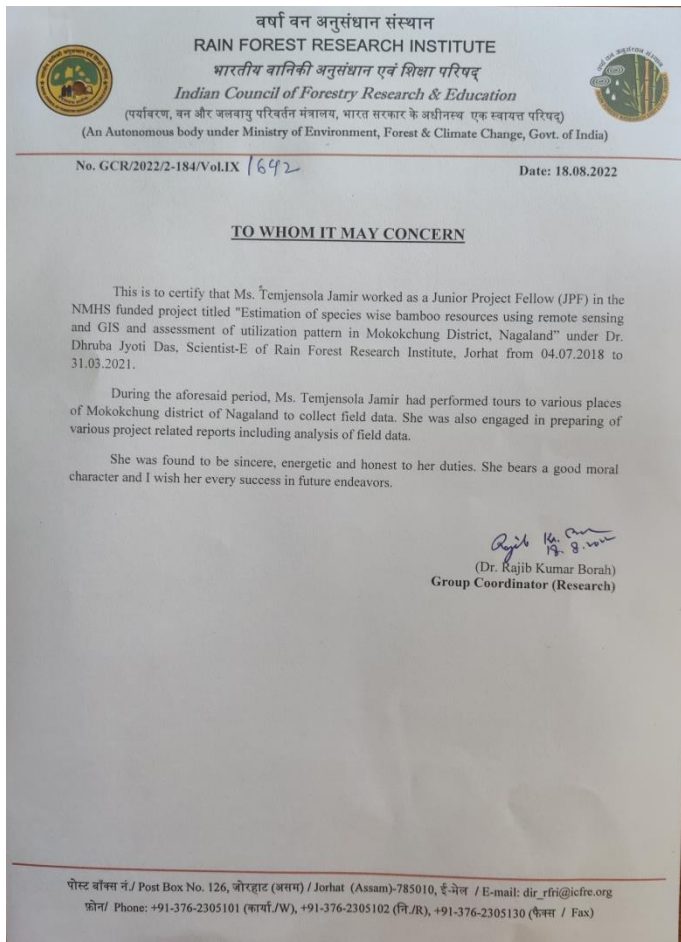 वर्षा वन अनुसंधान संस्थान
RAIN FOREST RESEARCH INSTITUTE
भारतीय वानिकी अनुसंधान एवं शिक्षा परिषद्
Indian Council of Forestry Research & Education
(पर्यावरण, वन और जलवायु परिवर्तन मंत्रालय, भारत सरकार के अधीनस्थ एक स्वायत्त परिषद्)
(An Autonomous body under Ministry of Environment, Forest & Climate Change, Govt. of India)
No. GCR/2022/2-184/Vol.IX /642
Date: 18.08.2022
TO WHOM IT MAY CONCERN
This is to certify that Ms. Temjensola Jamir worked as a Junior Project Fellow (JPF) in the
NMHS funded project titled "Estimation of species wise bamboo resources using remote sensing
and GIS and assessment of utilization pattern in Mokokchung District, Nagaland” under Dr.
Dhruba Jyoti Das, Scientist-E of Rain Forest Research Institute, Jorhat from 04.07.2018 to
31.03.2021.
During the aforesaid period, Ms. Temjensola Jamir had performed tours to various places
of Mokokchung district of Nagaland to collect field data. She was also engaged in preparing of
various project related reports including analysis of field data.
She was found to be sincere, energetic and honest to her duties. She bears a good moral
character and I wish her every success in future endeavors.
Rajib Ku.
18.8.2022
(Dr. Rajib Kumar Borah)
Group Coordinator (Research)
पोस्ट बॉक्स नं./ Post Box No. 126, जोरहाट (असम) / Jorhat (Assam)-785010, ई-मेल / E-mail: dir_rfri@icfre.org
फ़ोन/ Phone: +91-376-2305101 (कार्या./W), +91-376-2305102 (नि./R), +91-376-2305130 (फैक्स / Fax)